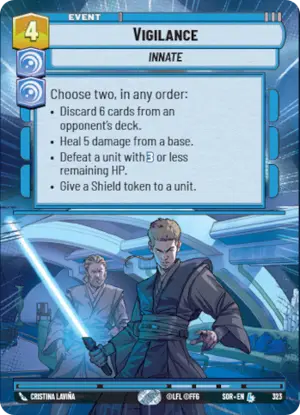 EVENT
4
VIGILANCE
INNATE
Choose two, in any order:
• Discard 6 cards from an
opponent's deck.
• Heal 5 damage from a base.
• Defeat a unit with 3 or less
remaining HP.
• Give a Shield token to a unit.
CRISTINA LAVIÑA
©LFL ©FFG
SOR • EN
323